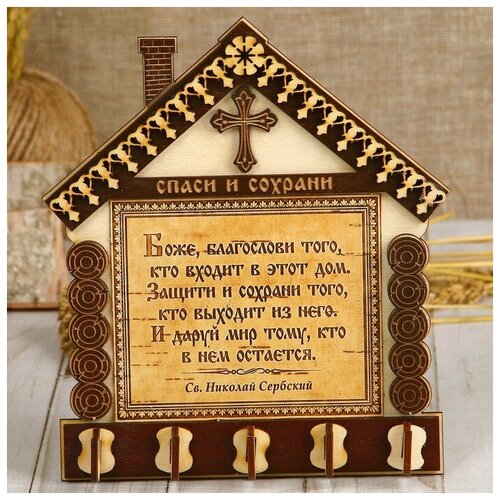 СПАСИ И СОХРАНИ
Боже, благослови того,
кто входит в этот дом.
Защити и сохрани того,
кто выходит из него.
И даруй мир тому, кто
в нем остается.
Св. Николай Сербский